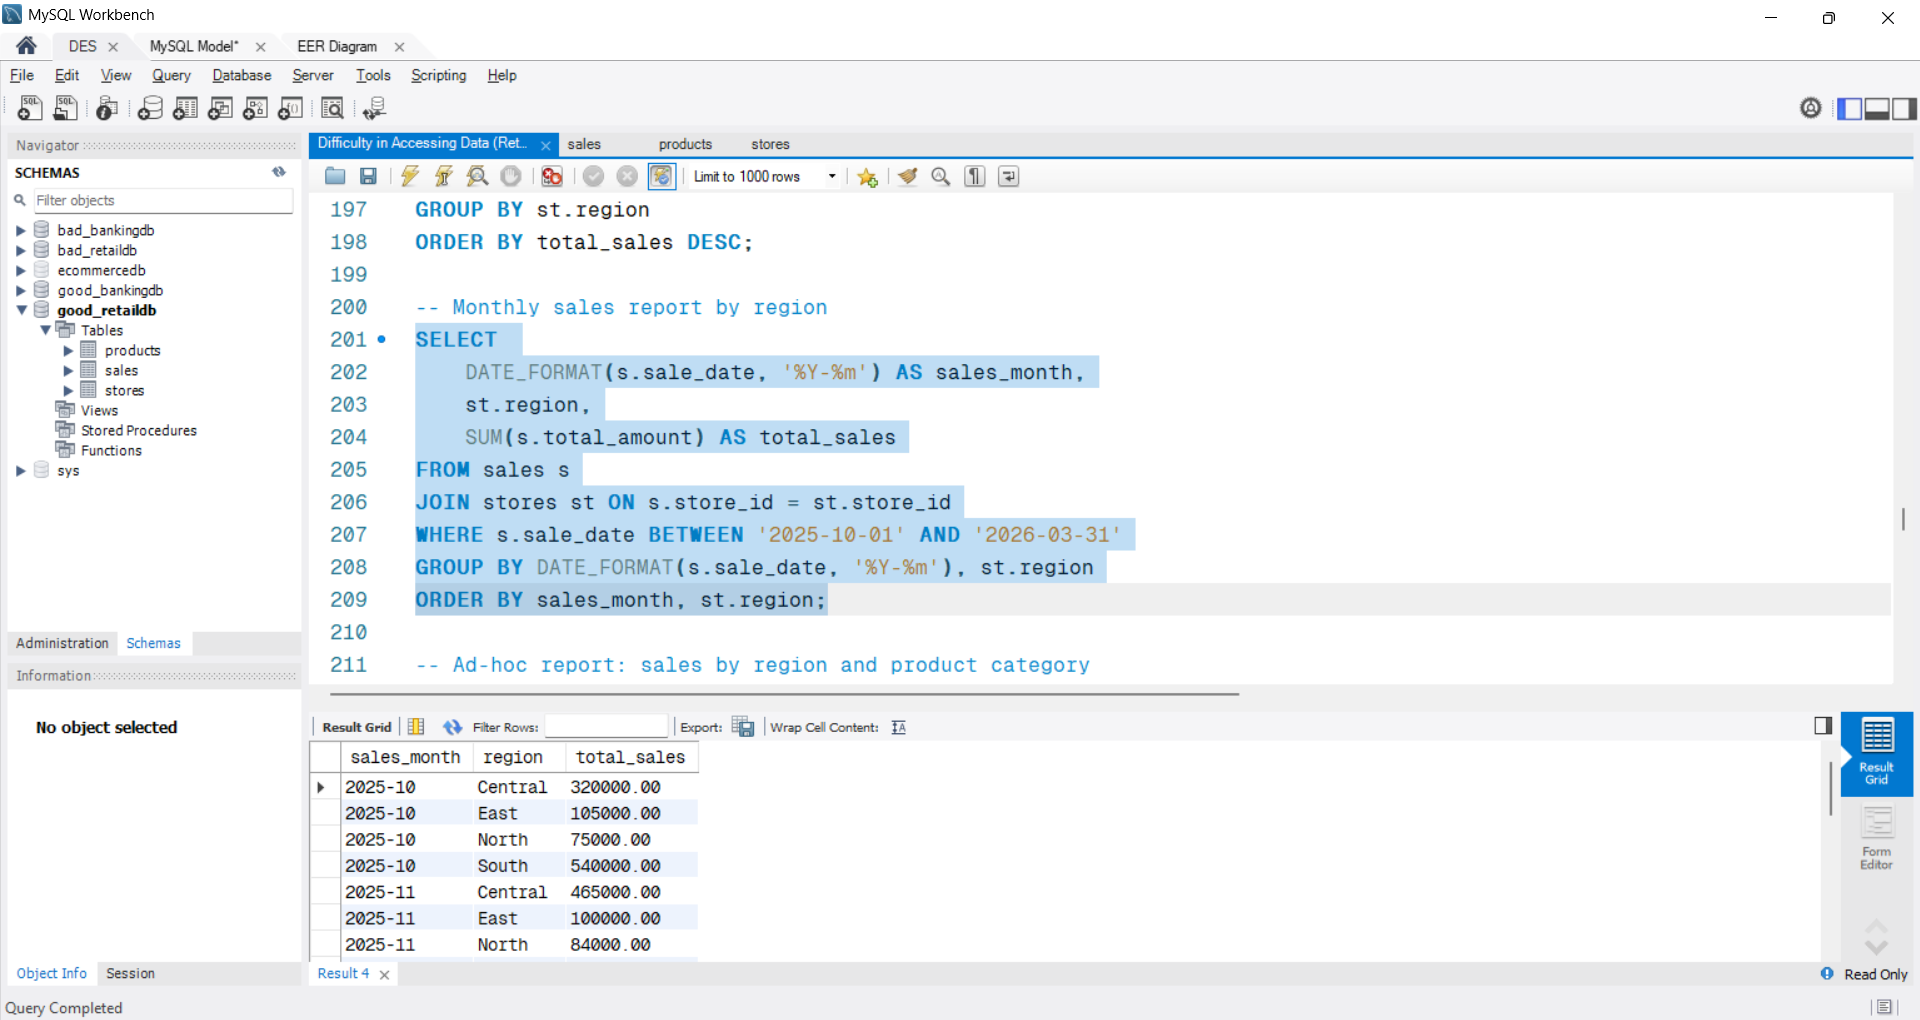 MySQL Workbench
DES
MySQL Model*
EER Diagram
File Edit View Query Database Server Tools Scripting Help
Navigator
SCHEMAS
Filter objects
bad_bankingdb
bad_retaildb
ecommercedb
good_bankingdb
good_retaildb
Tables
products
sales
stores
Views
Stored Procedures
Functions
sys
Administration Schemas
Information
No object selected
Object Info Session
Difficulty in Accessing Data (Ret... sales products stores
Limit to 1000 rows
197 GROUP BY st.region
198 ORDER BY total_sales DESC;
199
200 -- Monthly sales report by region
201 SELECT
202 DATE_FORMAT(s.sale_date, '%Y-%m') AS sales_month,
203 st.region,
204 SUM(s.total_amount) AS total_sales
205 FROM sales s
206 JOIN stores st ON s.store_id = st.store_id
207 WHERE s.sale_date BETWEEN '2025-10-01' AND '2026-03-31'
208 GROUP BY DATE_FORMAT(s.sale_date, '%Y-%m'), st.region
209 ORDER BY sales_month, st.region;
210
211 -- Ad-hoc report: sales by region and product category
Result Grid Filter Rows: Export: Wrap Cell Content:
sales_month region total_sales
2025-10 Central 320000.00
2025-10 East 105000.00
2025-10 North 75000.00
2025-10 South 540000.00
2025-11 Central 465000.00
2025-11 East 100000.00
2025-11 North 84000.00
Result
Grid
Form
Editor
Result 4
Read Only
Query Completed